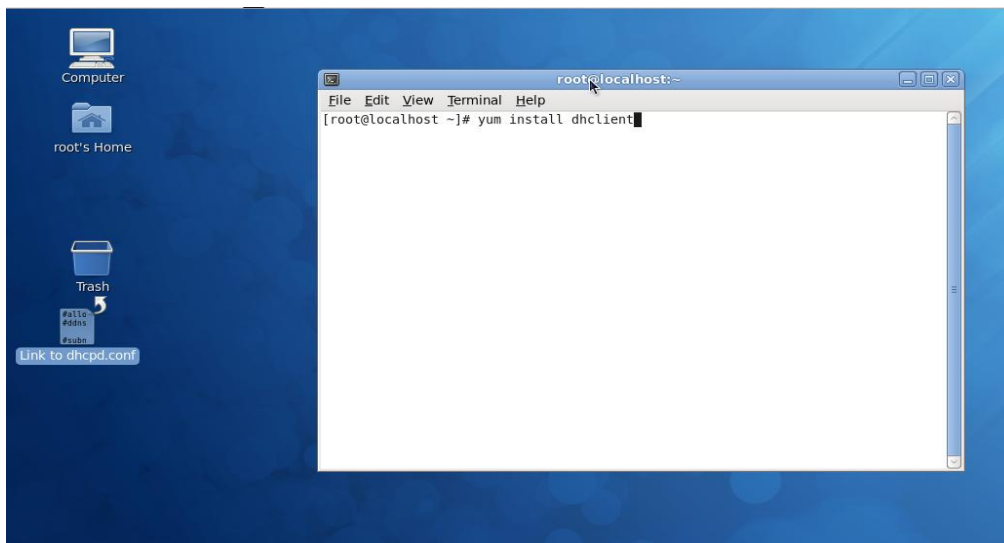 Computer
root's Home
Trash
#allo
#ddns
#subn
Link to dhcpd.conf
root@localhost:~
File Edit View Terminal Help
[root@localhost ~]# yum install dhclient